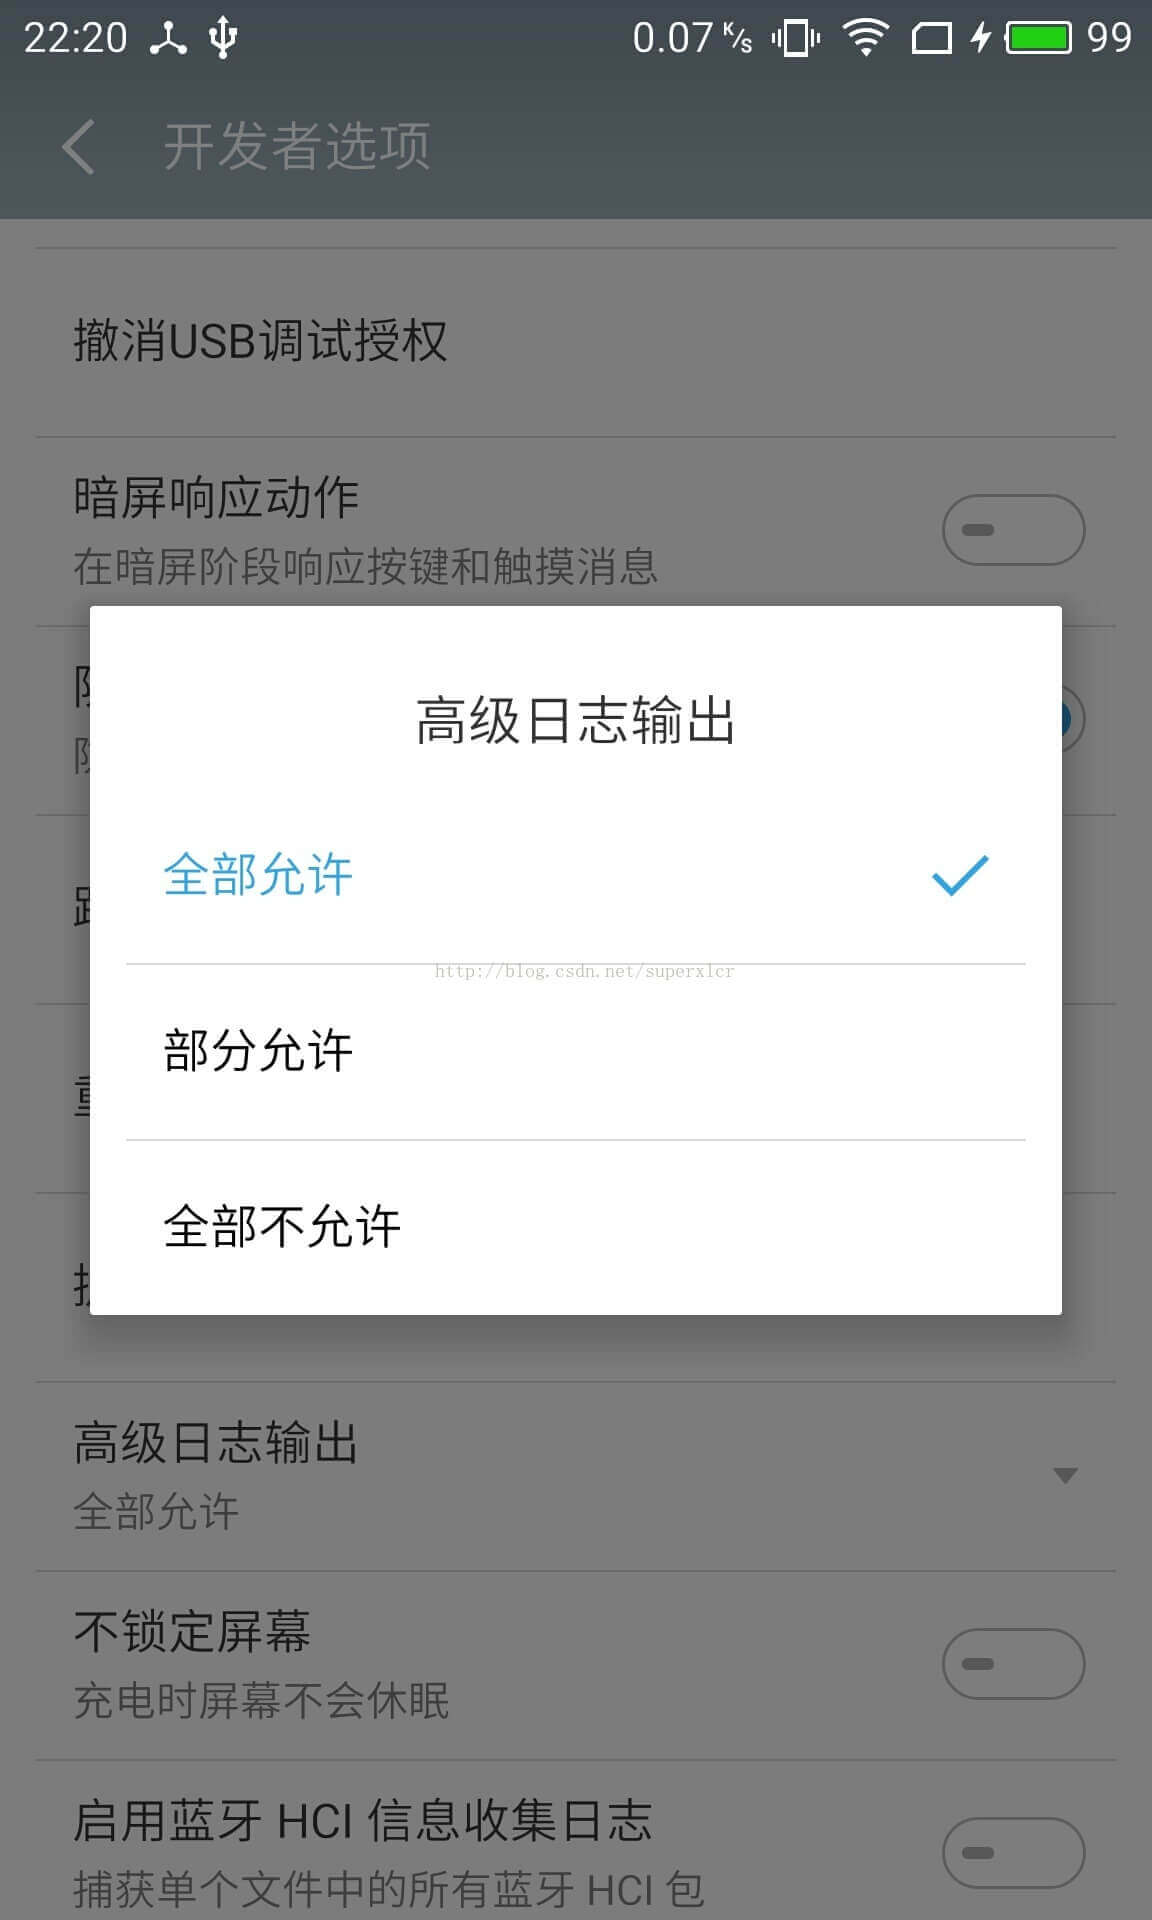 22:20
0.07 K/s
99
开发者选项
撤消USB调试授权
暗屏响应动作
在暗屏阶段响应按键和触摸消息
高级日志输出
全部允许
http://blog.csdn.net/superxlcr
部分允许
全部不允许
高级日志输出
全部允许
不锁定屏幕
充电时屏幕不会休眠
启用蓝牙 HCI 信息收集日志
捕获单个文件中的所有蓝牙 HCI 包